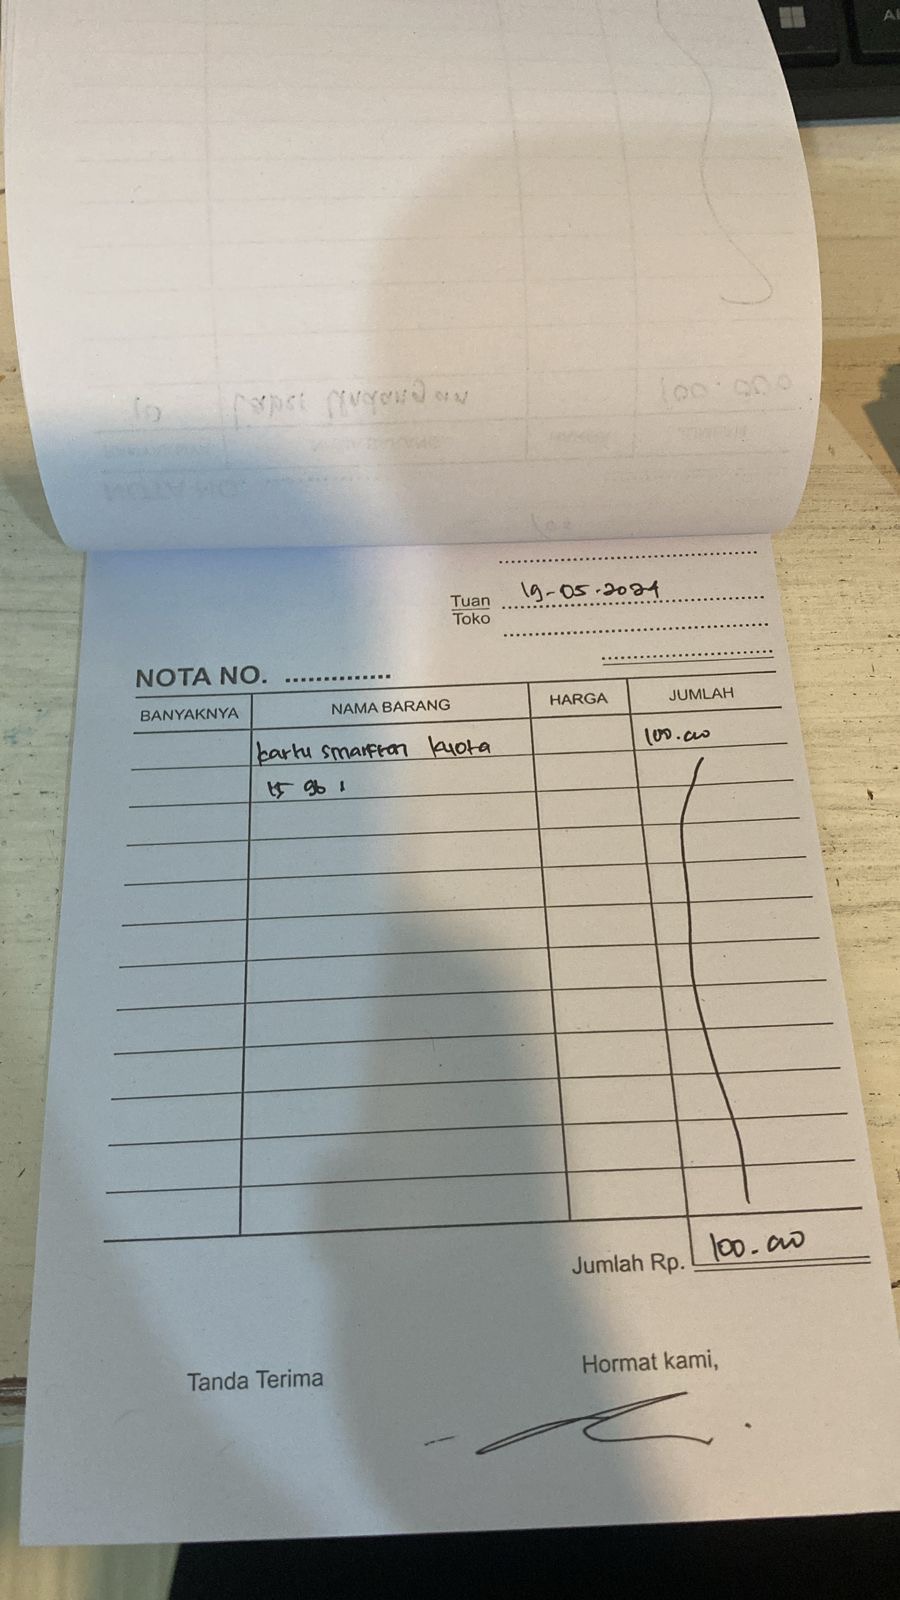 19-05-2024
Tuan
Toko
NOTA NO. ...............
BANYAKNYA NAMA BARANG HARGA JUMLAH
kartu smartfren kuota 100.000
15 gb
Jumlah Rp. 100.000
Tanda Terima Hormat kami,